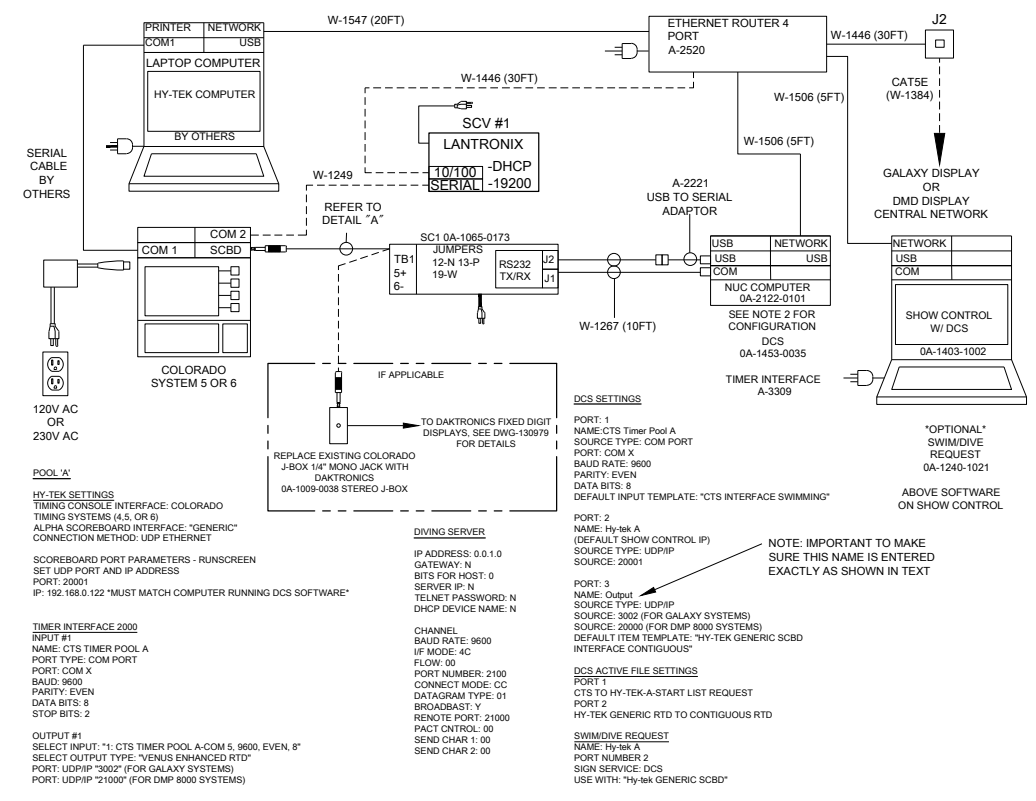 W-1547 (20FT)
PRINTER NETWORK
COM1 USB
LAPTOP COMPUTER
HY-TEK COMPUTER
BY OTHERS
ETHERNET ROUTER 4
PORT
A-2520
J2
W-1446 (30FT)
CAT5E
(W-1384)
W-1446 (30FT)
W-1506 (5FT)
W-1506 (5FT)
SCV #1
LANTRONIX
-DHCP
10/100
SERIAL -19200
SERIAL
CABLE
BY
OTHERS
W-1249
REFER TO
DETAIL "A"
A-2221
USB TO SERIAL
ADAPTOR
GALAXY DISPLAY
OR
DMD DISPLAY
CENTRAL NETWORK
COM 2
COM 1 SCBD
SC1 0A-1065-0173
TB1
5+
6-
JUMPERS
12-N 13-P
19-W
RS232
TX/RX
J2
J1
W-1267 (10FT)
USB NETWORK
USB USB
COM
NUC COMPUTER
0A-2122-0101
SEE NOTE 2 FOR
CONFIGURATION
DCS
0A-1453-0035
TIMER INTERFACE
A-3309
NETWORK
USB
COM
SHOW CONTROL
W/ DCS
0A-1403-1002
*OPTIONAL*
SWIM/DIVE
REQUEST
0A-1240-1021
ABOVE SOFTWARE
ON SHOW CONTROL
COLORADO
SYSTEM 5 OR 6
120V AC
OR
230V AC
IF APPLICABLE
TO DAKTRONICS FIXED DIGIT
DISPLAYS, SEE DWG-130979
FOR DETAILS
REPLACE EXISTING COLORADO
J-BOX 1/4" MONO JACK WITH
DAKTRONICS
0A-1009-0038 STEREO J-BOX
POOL 'A'
HY-TEK SETTINGS
TIMING CONSOLE INTERFACE: COLORADO
TIMING SYSTEMS (4,5, OR 6)
ALPHA SCOREBOARD INTERFACE: "GENERIC"
CONNECTION METHOD: UDP ETHERNET
SCOREBOARD PORT PARAMETERS - RUNSCREEN
SET UDP PORT AND IP ADDRESS
PORT: 20001
IP: 192.168.0.122 *MUST MATCH COMPUTER RUNNING DCS SOFTWARE*
TIMER INTERFACE 2000
INPUT #1
NAME: CTS TIMER POOL A
PORT TYPE: COM PORT
PORT: COM X
BAUD: 9600
PARITY: EVEN
DATA BITS: 8
STOP BITS: 2
OUTPUT #1
SELECT INPUT: "1: CTS TIMER POOL A-COM 5, 9600, EVEN, 8"
SELECT OUTPUT TYPE: "VENUS ENHANCED RTD"
PORT: UDP/IP "3002" (FOR GALAXY SYSTEMS)
PORT: UDP/IP "21000" (FOR DMP 8000 SYSTEMS)
DIVING SERVER
IP ADDRESS: 0.0.1.0
GATEWAY: N
BITS FOR HOST: 0
SERVER IP: N
TELNET PASSWORD: N
DHCP DEVICE NAME: N
CHANNEL
BAUD RATE: 9600
I/F MODE: 4C
FLOW: 00
PORT NUMBER: 2100
CONNECT MODE: CC
DATAGRAM TYPE: 01
BROADBAST: Y
RENOTE PORT: 21000
PACT CNTROL: 00
SEND CHAR 1: 00
SEND CHAR 2: 00
DCS SETTINGS
PORT: 1
NAME:CTS Timer Pool A
SOURCE TYPE: COM PORT
PORT: COM X
BAUD RATE: 9600
PARITY: EVEN
DATA BITS: 8
DEFAULT INPUT TEMPLATE: "CTS INTERFACE SWIMMING"
PORT: 2
NAME: Hy-tek A
(DEFAULT SHOW CONTROL IP)
SOURCE TYPE: UDP/IP
SOURCE: 20001
PORT: 3
NAME: Output
SOURCE TYPE: UDP/IP
SOURCE: 3002 (FOR GALAXY SYSTEMS)
SOURCE: 20000 (FOR DMP 8000 SYSTEMS)
DEFAULT ITEM TEMPLATE: "HY-TEK GENERIC SCBD
INTERFACE CONTIGUOUS"
NOTE: IMPORTANT TO MAKE
SURE THIS NAME IS ENTERED
EXACTLY AS SHOWN IN TEXT
DCS ACTIVE FILE SETTINGS
PORT 1
CTS TO HY-TEK-A-START LIST REQUEST
PORT 2
HY-TEK GENERIC RTD TO CONTIGUOUS RTD
SWIM/DIVE REQUEST
NAME: Hy-tek A
PORT NUMBER 2
SIGN SERVICE: DCS
USE WITH: "Hy-tek GENERIC SCBD"